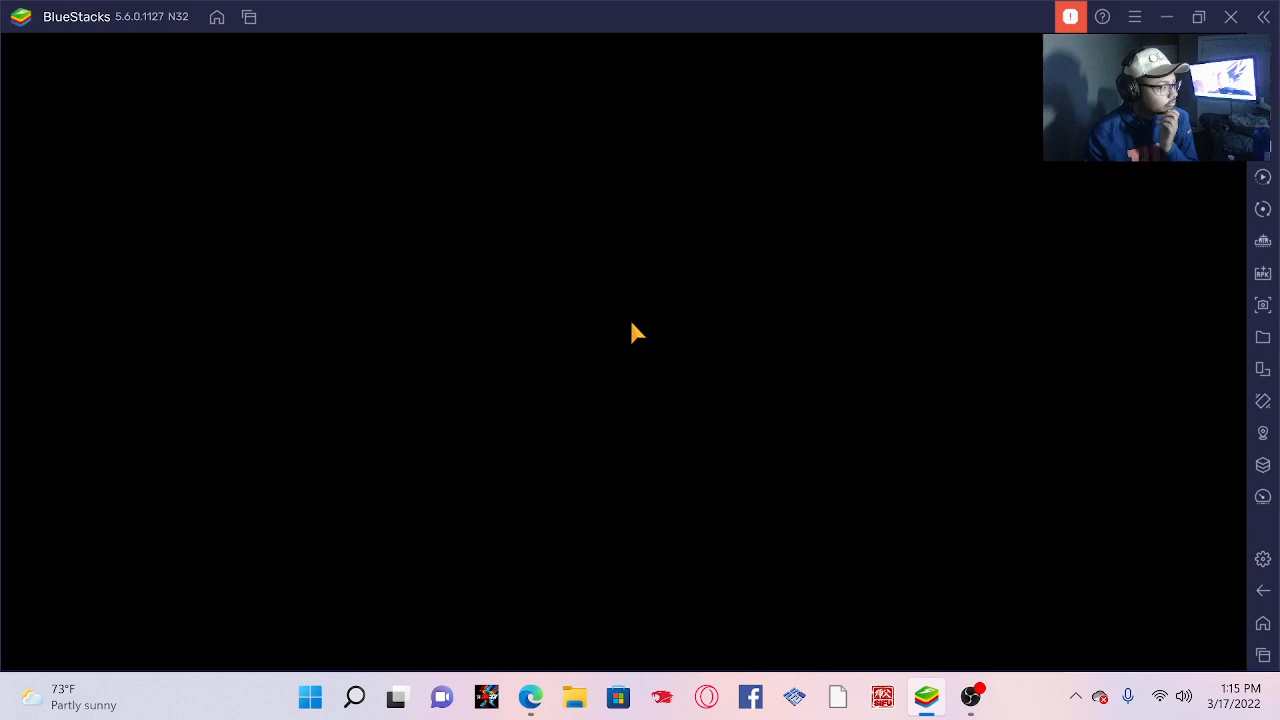 BlueStacks 5.6.0.1127 N32
73°F
Partly sunny
1:15 PM
3/17/2022